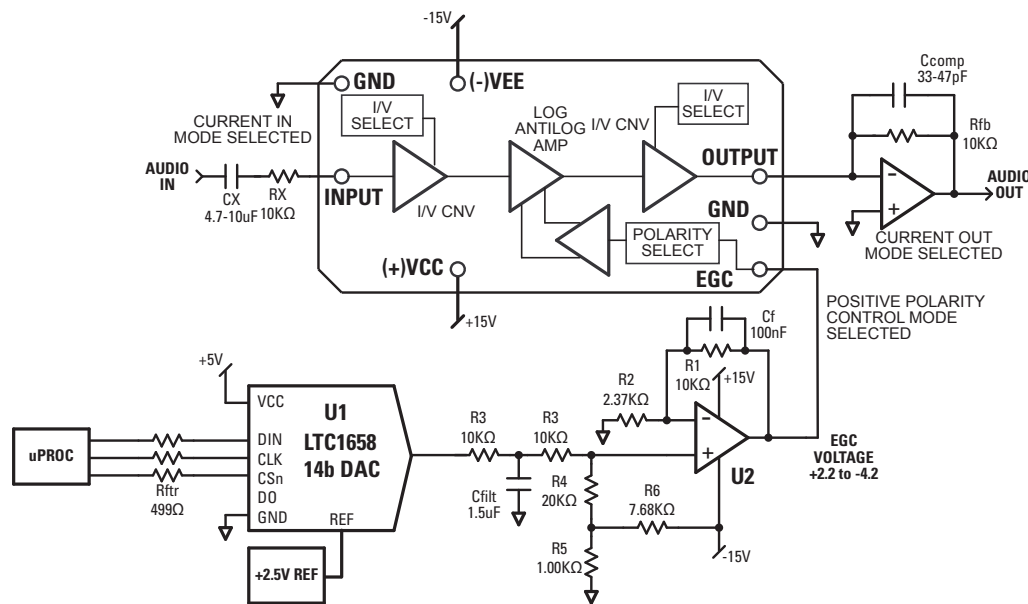 -15V
GND
(-)VEE
I/V
SELECT
CURRENT IN
MODE SELECTED
AUDIO
IN
CX
4.7-10uF
RX
10KΩ
INPUT
I/V CNV
LOG
ANTILOG
AMP
I/V CNV
I/V
SELECT
OUTPUT
GND
POLARITY
SELECT
EGC
(+)VCC
+15V
Ccomp
33-47pF
Rfb
10KΩ
-
+
AUDIO
OUT
CURRENT OUT
MODE SELECTED
POSITIVE POLARITY
CONTROL MODE
SELECTED
Cf
100nF
R1
10KΩ
+15V
R2
2.37KΩ
-
+
U2
EGC
VOLTAGE
+2.2 to -4.2
+5V
VCC
U1
LTC1658
14b DAC
DIN
CLK
CSn
DO
GND
REF
uPROC
Rftr
499Ω
+2.5V REF
R3
10KΩ
R3
10KΩ
Cfilt
1.5uF
R4
20KΩ
R6
7.68KΩ
R5
1.00KΩ
-15V